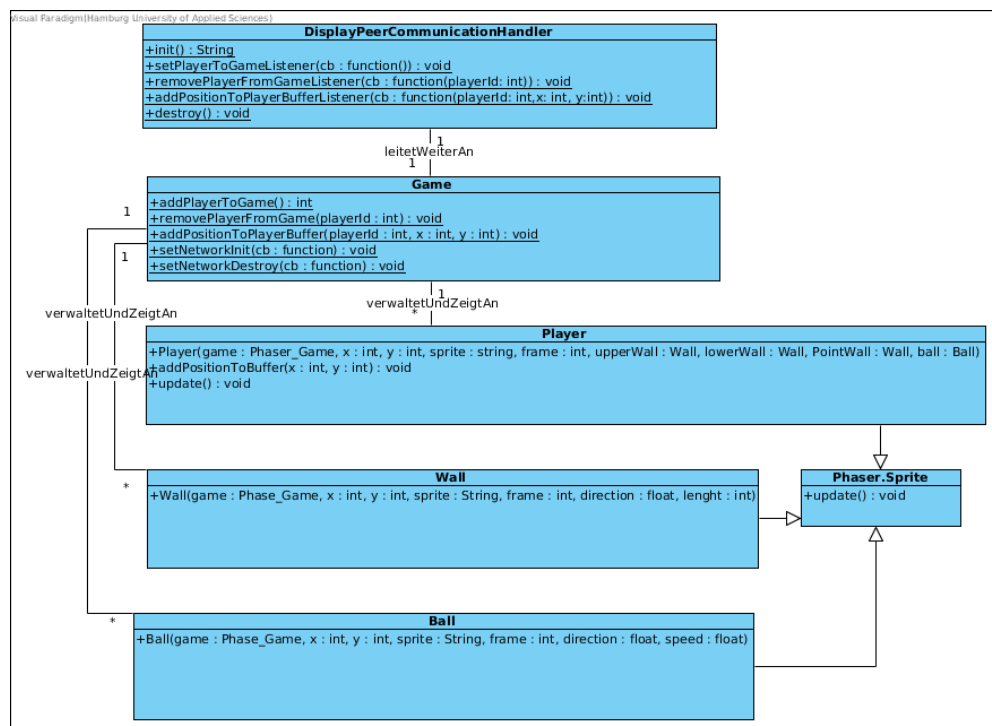 Visual Paradigm(Hamburg University of Applied Sciences)
DisplayPeerCommunicationHandler
+init() : String
+setPlayerToGameListener(cb : function()) : void
+removePlayerFromGameListener(cb : function(playerId: int)) : void
+addPositionToPlayerBufferListener(cb : function(playerId: int,x: int, y:int)) : void
+destroy() : void
1
leitetWeiterAn
1
Game
+addPlayerToGame() : int
+removePlayerFromGame(playerId : int) : void
+addPositionToPlayerBuffer(playerId : int, x : int, y : int) : void
+setNetworkInit(cb : function) : void
+setNetworkDestroy(cb : function) : void
1
1
1
verwaltetUndZeigtAn
*
verwaltetUndZeigtAn
verwaltetUndZeigtAn
Player
+Player(game : Phaser_Game, x : int, y : int, sprite : string, frame : int, upperWall : Wall, lowerWall : Wall, PointWall : Wall, ball : Ball)
+addPositionToBuffer(x : int, y : int) : void
+update() : void
Wall
+Wall(game : Phase_Game, x : int, y : int, sprite : String, frame : int, direction : float, lenght : int)
*
Phaser.Sprite
+update() : void
Ball
+Ball(game : Phase_Game, x : int, y : int, sprite : String, frame : int, direction : float, speed : float)
*